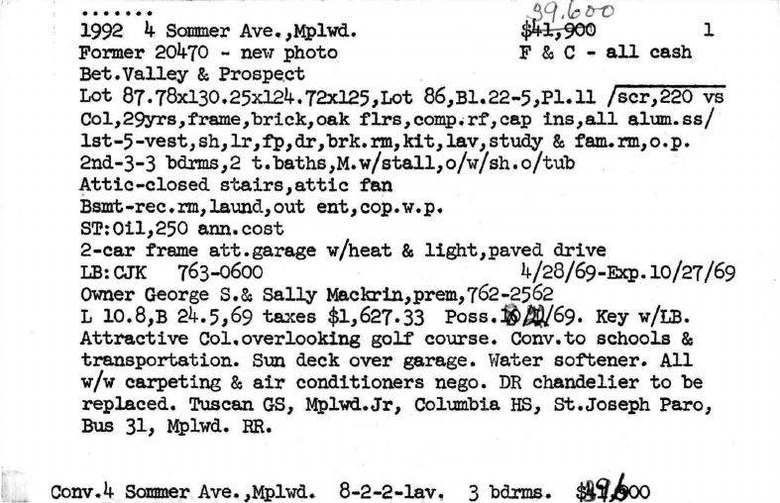 .......
39.600
1992 4 Sommer Ave.,Mplwd. $41,900 1
Former 20470 - new photo F & C - all cash
Bet.Valley & Prospect
Lot 87.78x130.25x124.72x125,Lot 86,Bl.22-5,Pl.11 /scr,220 vs
Col,29yrs,frame,brick,oak flrs,comp.rf,cap ins,all alum.ss/
1st-5-vest,sh,lr,fp,dr,brk.rm,kit,lav,study & fam.rm,o.p.
2nd-3-3 bdrms,2 t.baths,M.w/stall,o/w/sh.o/tub
Attic-closed stairs,attic fan
Bsmt-rec.rm,laund,out ent,cop.w.p.
ST:Oil,250 ann.cost
2-car frame att.garage w/heat & light,paved drive
LB:CJK 763-0600 4/28/69-Exp.10/27/69
Owner George S.& Sally Mackrin,prem,762-2562
L 10.8,B 24.5,69 taxes $1,627.33 Poss. /69. Key w/LB.
Attractive Col.overlooking golf course. Conv.to schools &
transportation. Sun deck over garage. Water softener. All
w/w carpeting & air conditioners nego. DR chandelier to be
replaced. Tuscan GS, Mplwd.Jr, Columbia HS, St.Joseph Paro,
Bus 31, Mplwd. RR.
Conv.4 Sommer Ave.,Mplwd. 8-2-2-lav. 3 bdrms. $39,600